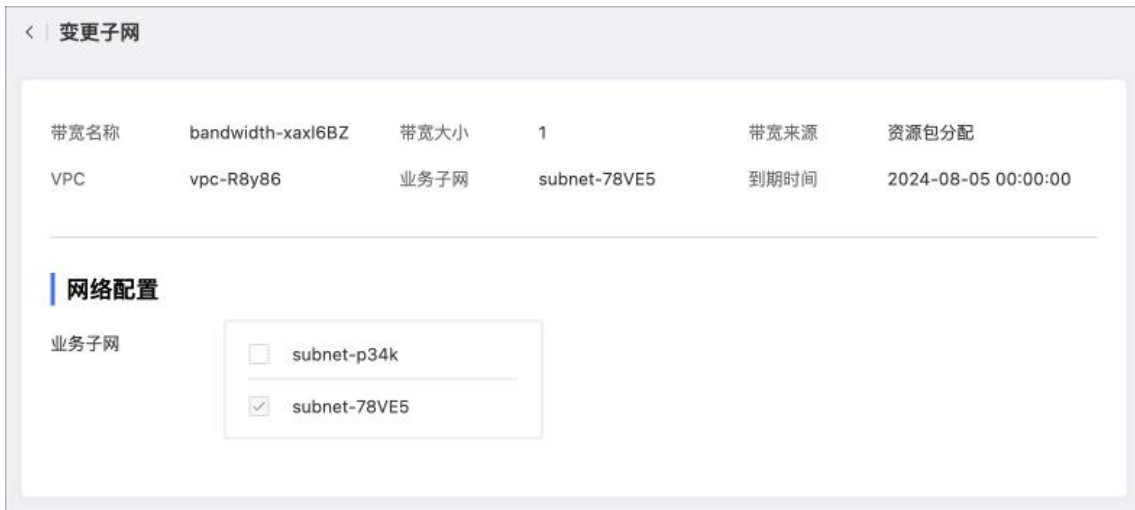 变更子网
带宽名称 bandwidth-xaxl6BZ 带宽大小 1 带宽来源 资源包分配
VPC vpc-R8y86 业务子网 subnet-78VE5 到期时间 2024-08-05 00:00:00
网络配置
业务子网 subnet-p34k
subnet-78VE5